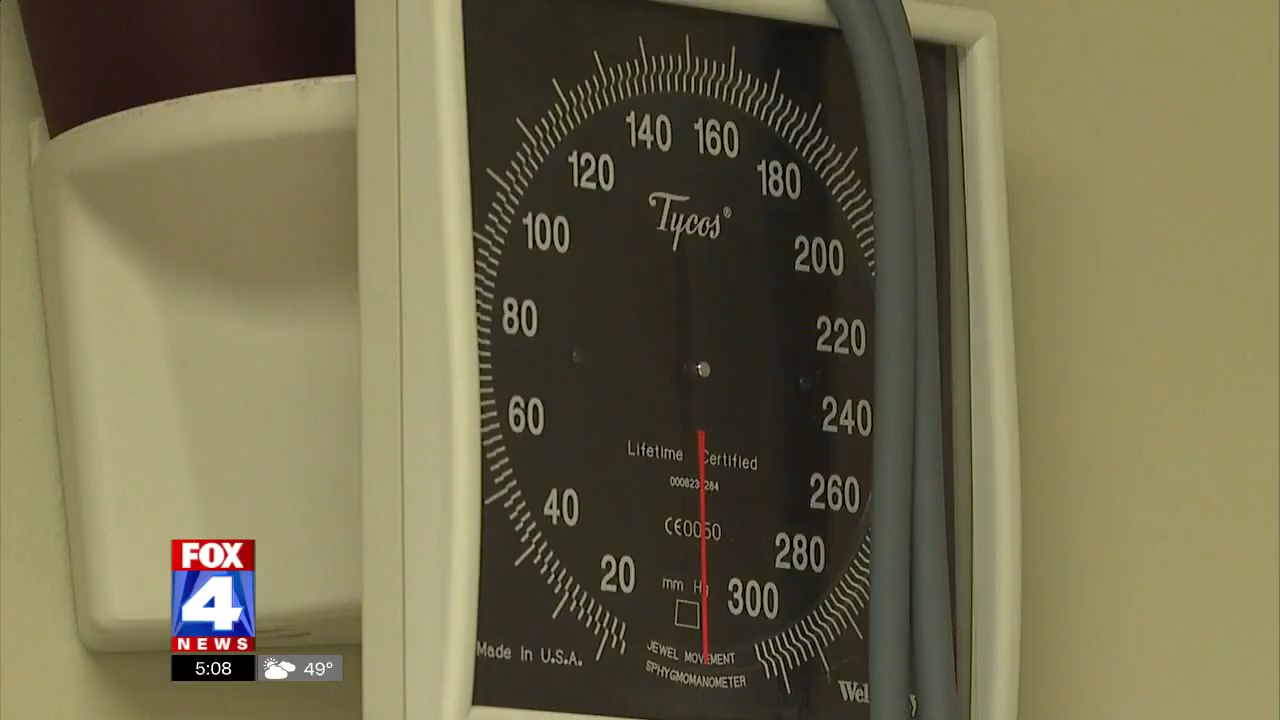 140 160
120 180
Tycos®
100 200
80 220
60 240
Lifetime Certified
260
40
CE0050
280
20 mm Hg 300
Made In U.S.A.
JEWEL MOVEMENT
SPHYGMOMANOMETER
FOX
4
NEWS
5:08 49°